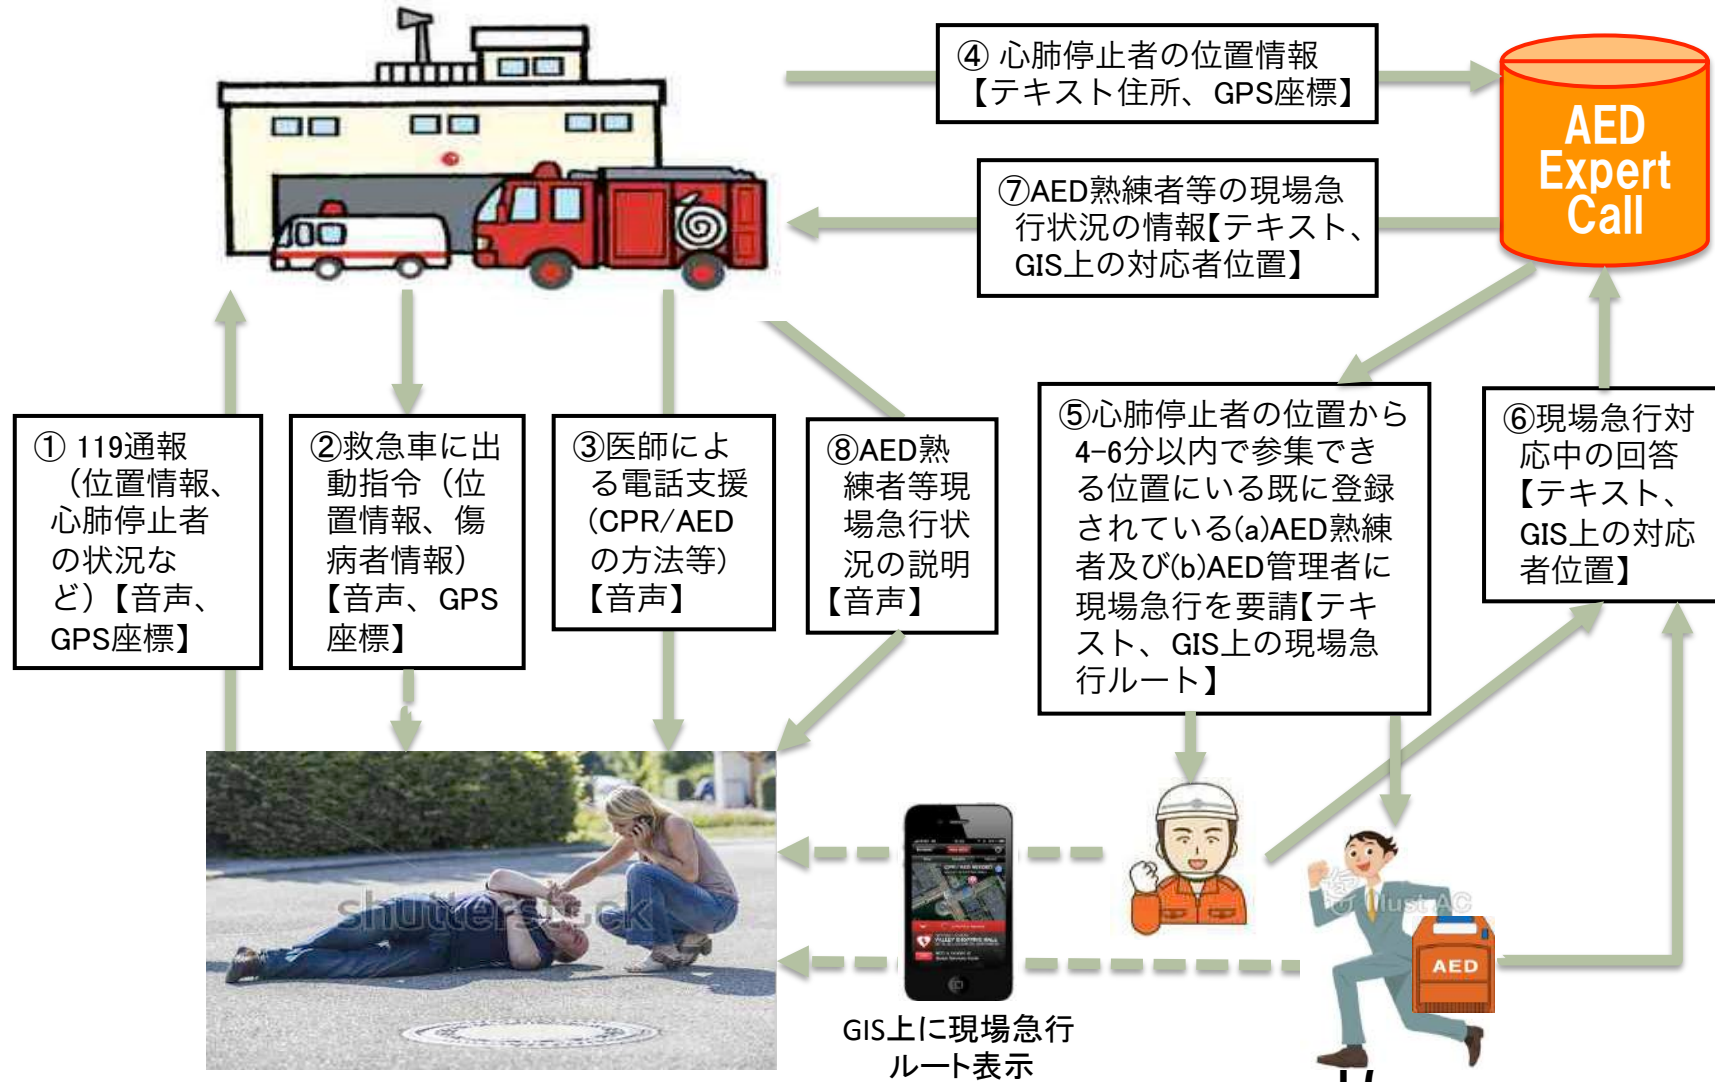 ④ 心肺停止者の位置情報
【テキスト住所、GPS座標】
AED
Expert
Call
⑦AED熟練者等の現場急
行状況の情報【テキスト、
GIS上の対応者位置】
① 119通報
（位置情報、
心肺停止者
の状況な
ど）【音声、
GPS座標】
②救急車に出
動指令（位
置情報、傷
病者情報）
【音声、GPS
座標】
③医師によ
る電話支援
（CPR/AED
の方法等）
【音声】
⑧AED熟
練者等現
場急行状
況の説明
【音声】
⑤心肺停止者の位置から
4-6分以内で参集でき
る位置にいる既に登録
されている(a)AED熟練
者及び(b)AED管理者に
現場急行を要請【テキ
スト、GIS上の現場急
行ルート】
⑥現場急行対
応中の回答
【テキスト、
GIS上の対応
者位置】
shutterstock
illust AC
AED
GIS上に現場急行
ルート表示